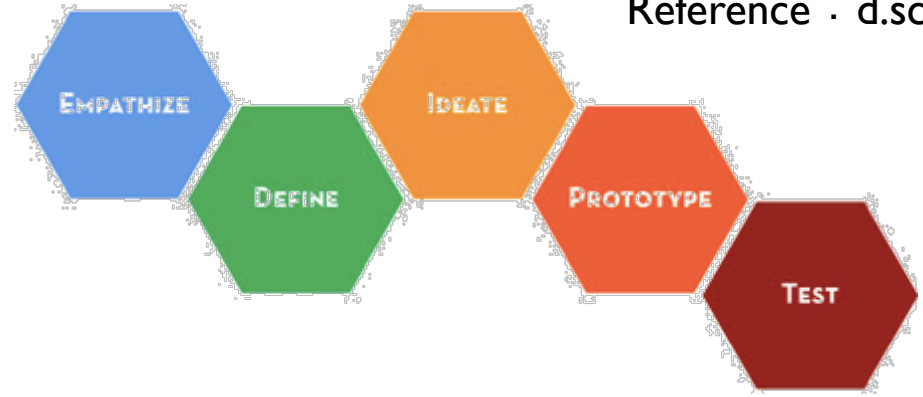 Reference · d.sc
EMPATHIZE
DEFINE
IDEATE
PROTOTYPE
TEST